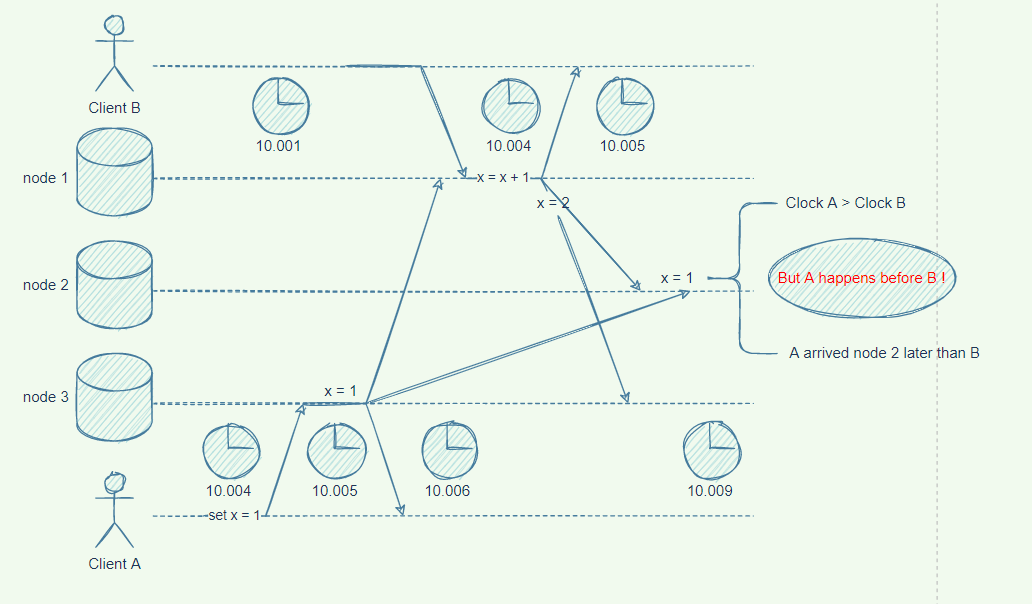 Client B
10.001
10.004
10.005
node 1
x = x + 1
x = 2
Clock A > Clock B
node 2
x = 1
But A happens before B !
A arrived node 2 later than B
node 3
x = 1
10.004
10.005
10.006
10.009
set x = 1
Client A